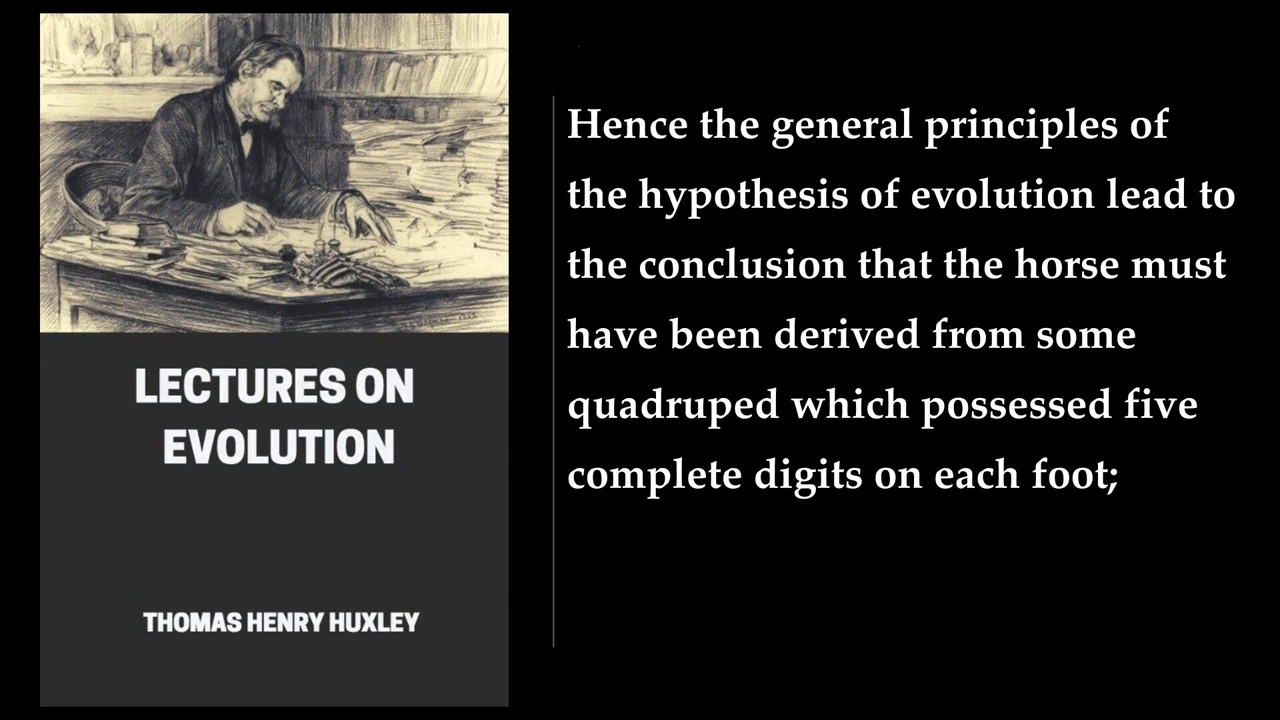 LECTURES ON
EVOLUTION
THOMAS HENRY HUXLEY
Hence the general principles of
the hypothesis of evolution lead to
the conclusion that the horse must
have been derived from some
quadruped which possessed five
complete digits on each foot;